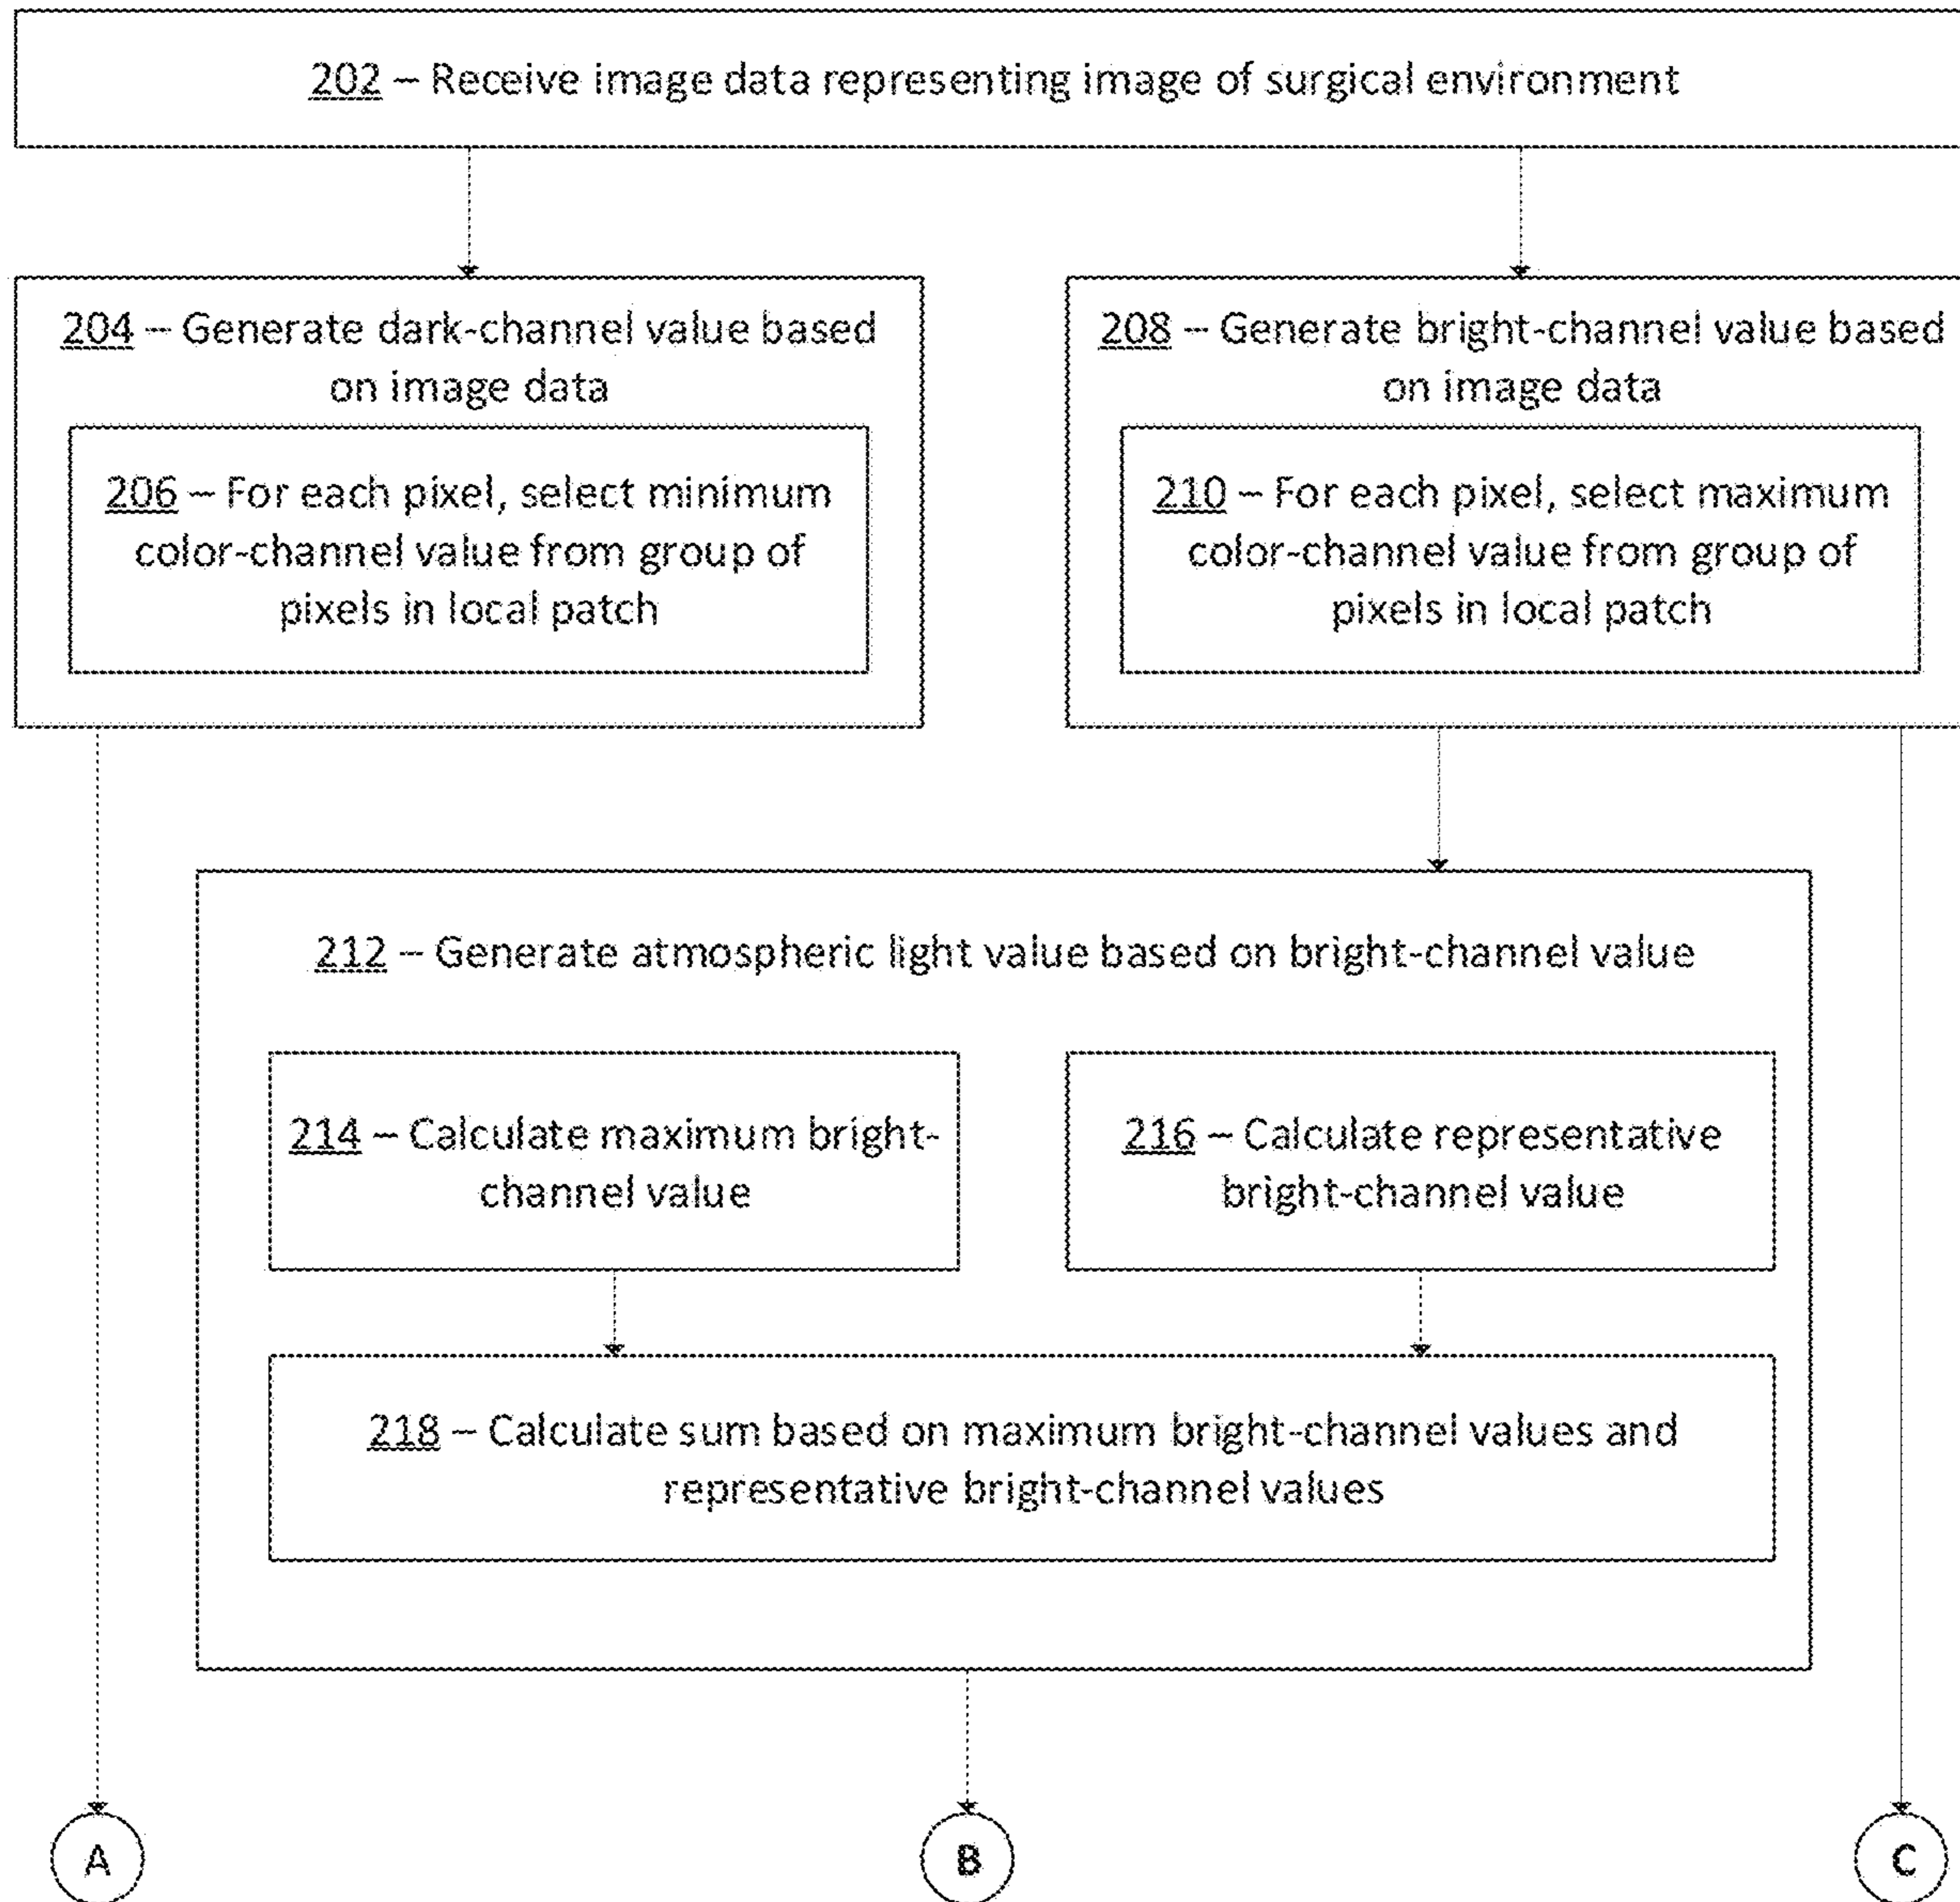 202 – Receive image data representing image of surgical environment
204 – Generate dark-channel value based
on image data
206 – For each pixel, select minimum
color-channel value from group of
pixels in local patch
208 – Generate bright-channel value based
on image data
210 – For each pixel, select maximum
color-channel value from group of
pixels in local patch
212 – Generate atmospheric light value based on bright-channel value
214 – Calculate maximum bright-
channel value
216 – Calculate representative
bright-channel value
218 – Calculate sum based on maximum bright-channel values and
representative bright-channel values
A
B
C